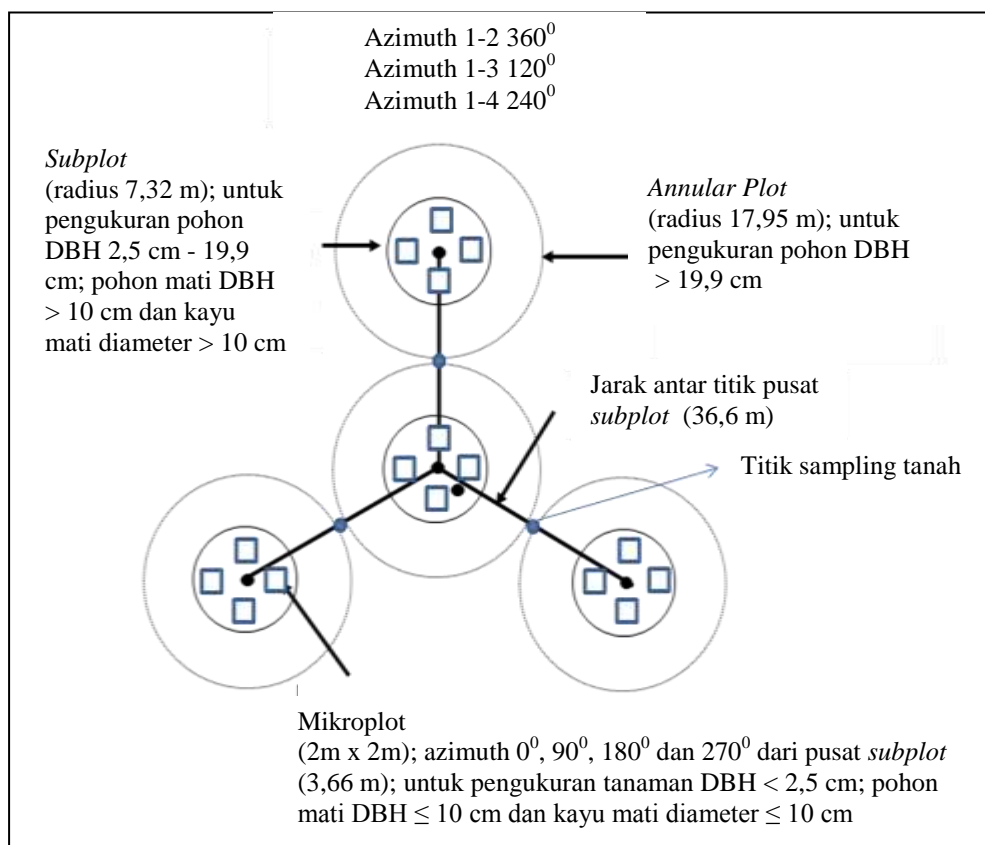 Azimuth 1-2 360⁰
Azimuth 1-3 120⁰
Azimuth 1-4 240⁰
Subplot
(radius 7,32 m); untuk
pengukuran pohon
DBH 2,5 cm - 19,9
cm; pohon mati DBH
> 10 cm dan kayu
mati diameter > 10 cm
Annular Plot
(radius 17,95 m); untuk
pengukuran pohon DBH
> 19,9 cm
Jarak antar titik pusat
subplot (36,6 m)
Titik sampling tanah
Mikroplot
(2m x 2m); azimuth 0⁰, 90⁰, 180⁰ dan 270⁰ dari pusat subplot
(3,66 m); untuk pengukuran tanaman DBH < 2,5 cm; pohon
mati DBH ≤ 10 cm dan kayu mati diameter ≤ 10 cm